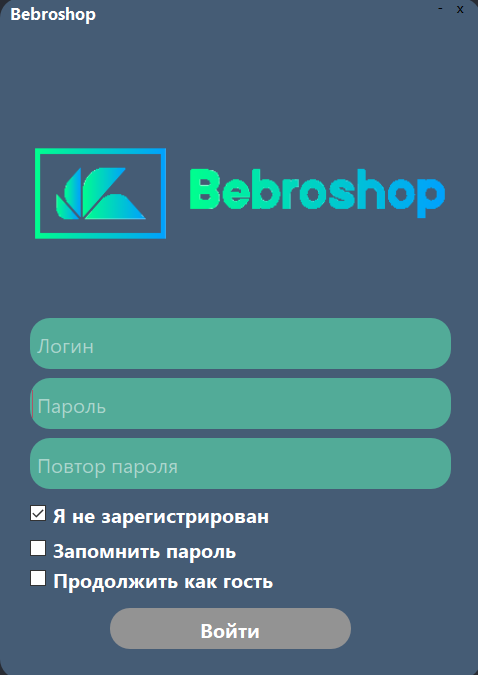 Bebroshop - x
Bebroshop
Логин
Пароль
Повтор пароля
Я не зарегистрирован
Запомнить пароль
Продолжить как гость
Войти